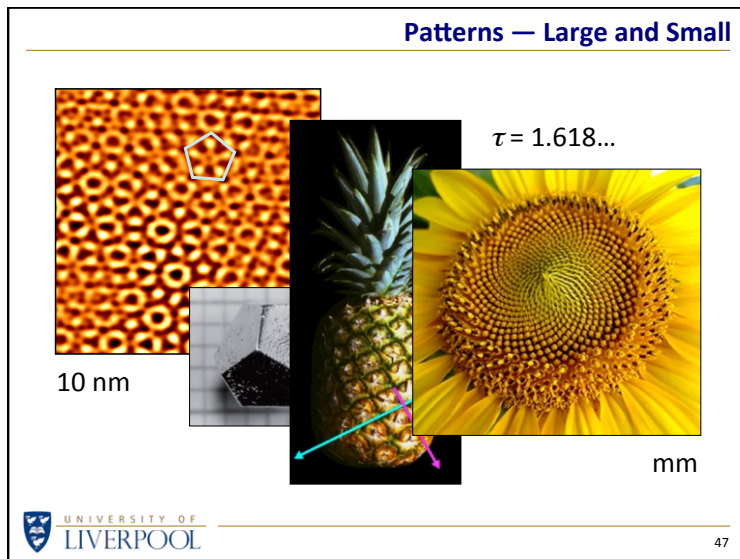 Patterns — Large and Small
τ = 1.618...
10 nm
mm
UNIVERSITY OF
LIVERPOOL
47